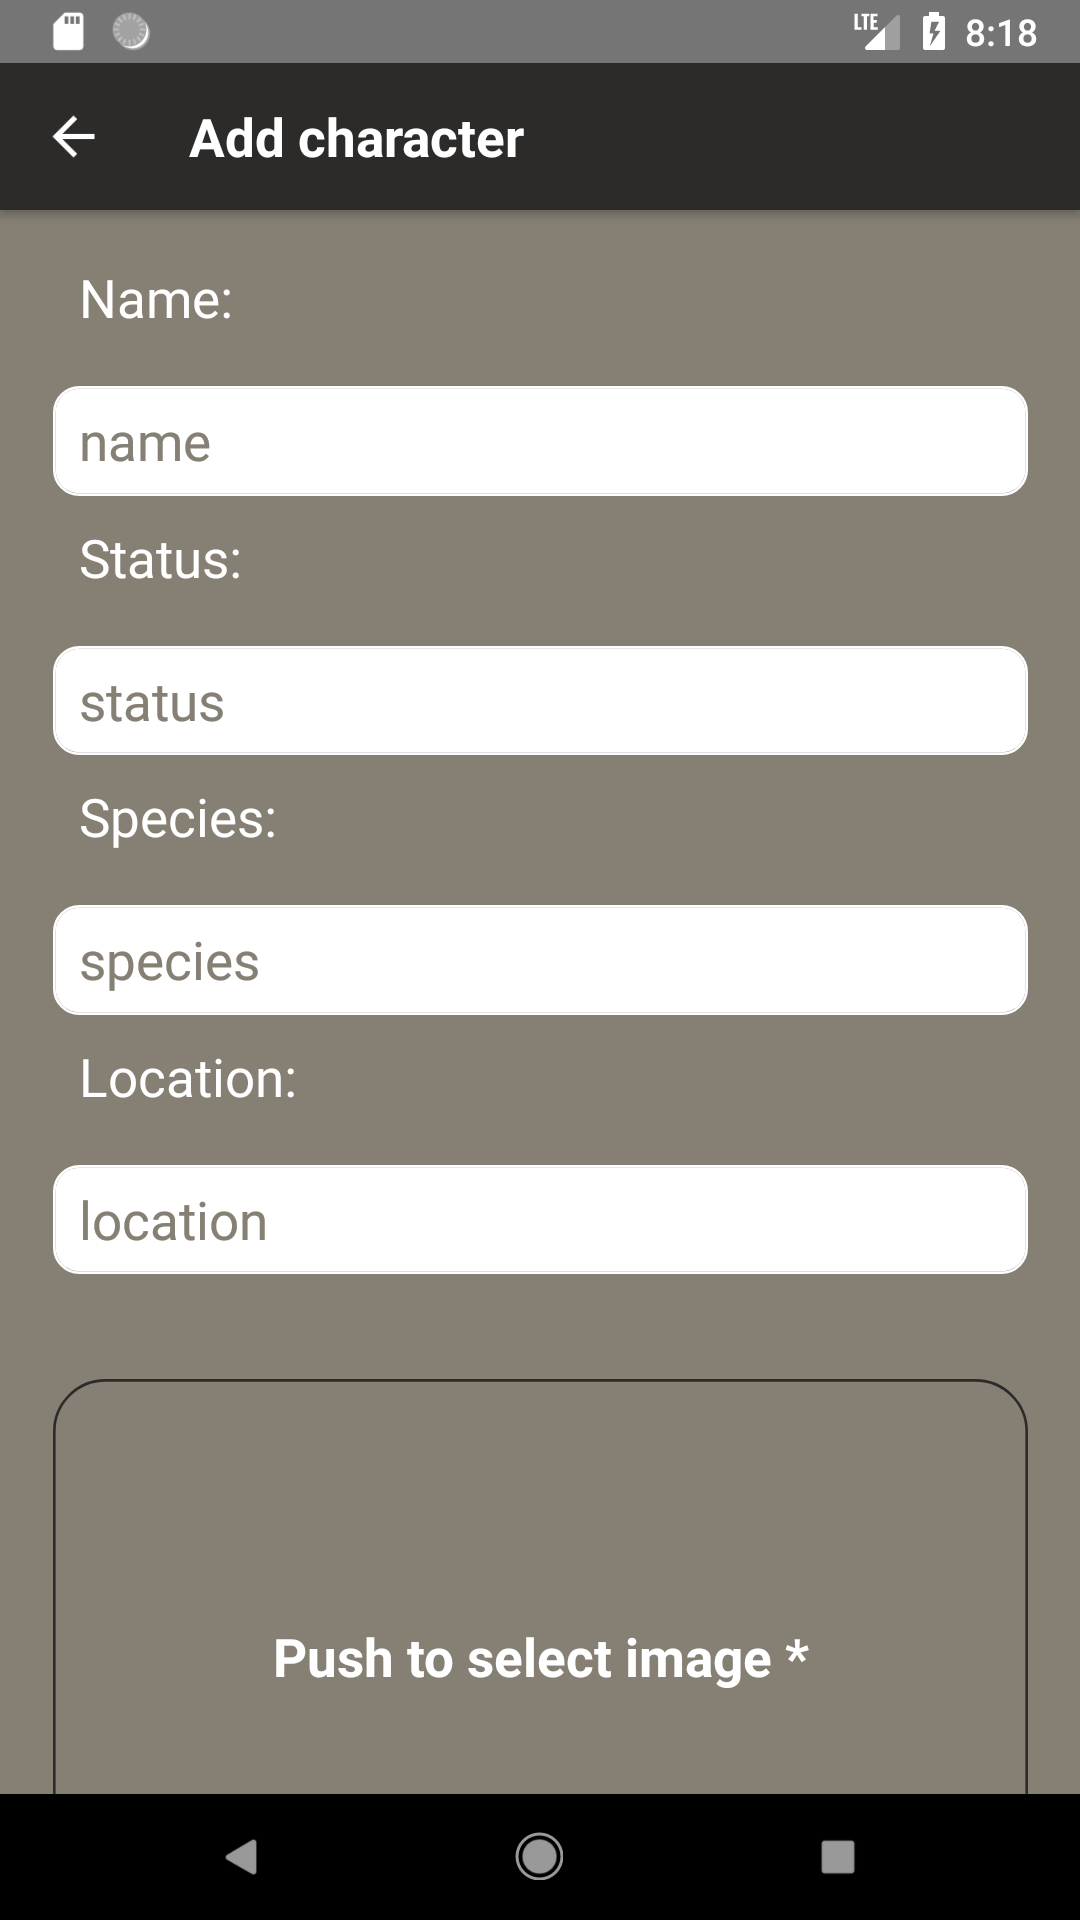 LTE 8:18
Add character
Name:
name
Status:
status
Species:
species
Location:
location
Push to select image *